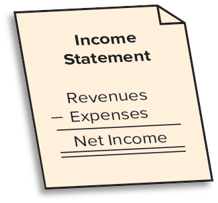 Income
Statement
Revenues
– Expenses
Net Income